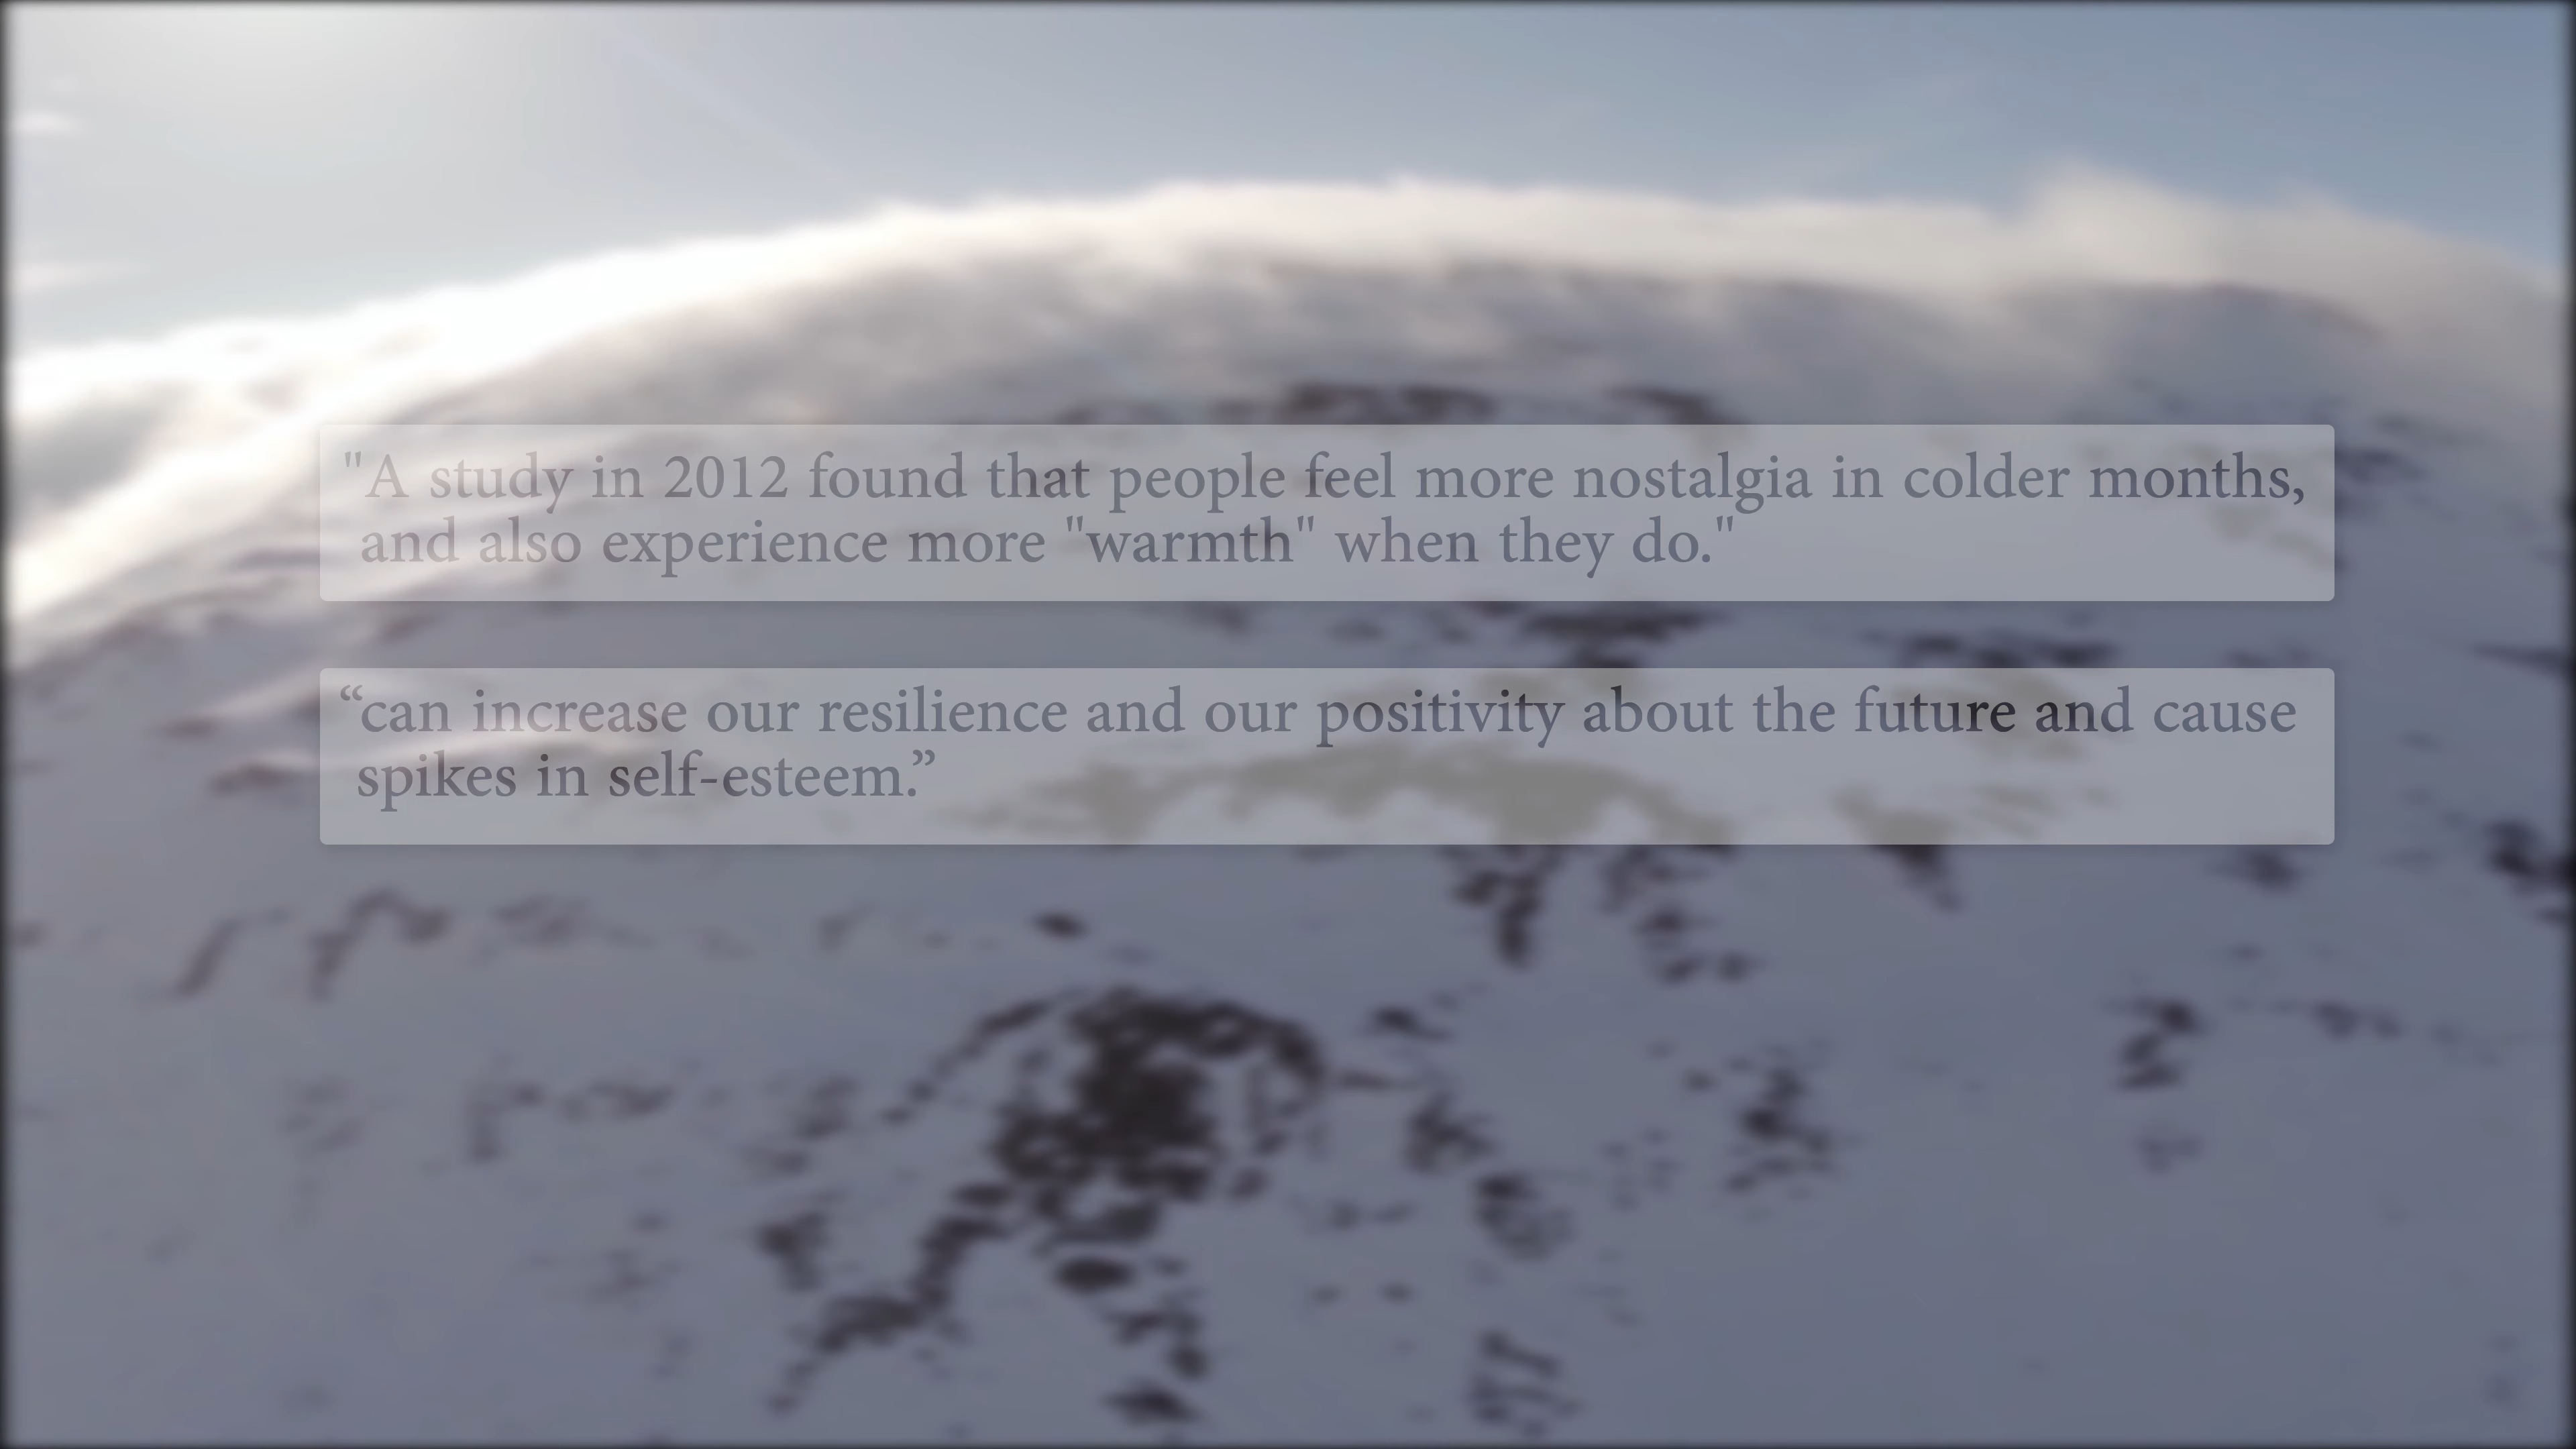 "A study in 2012 found that people feel more nostalgia in colder months,
and also experience more "warmth" when they do."
“can increase our resilience and our positivity about the future and cause
spikes in self-esteem.”